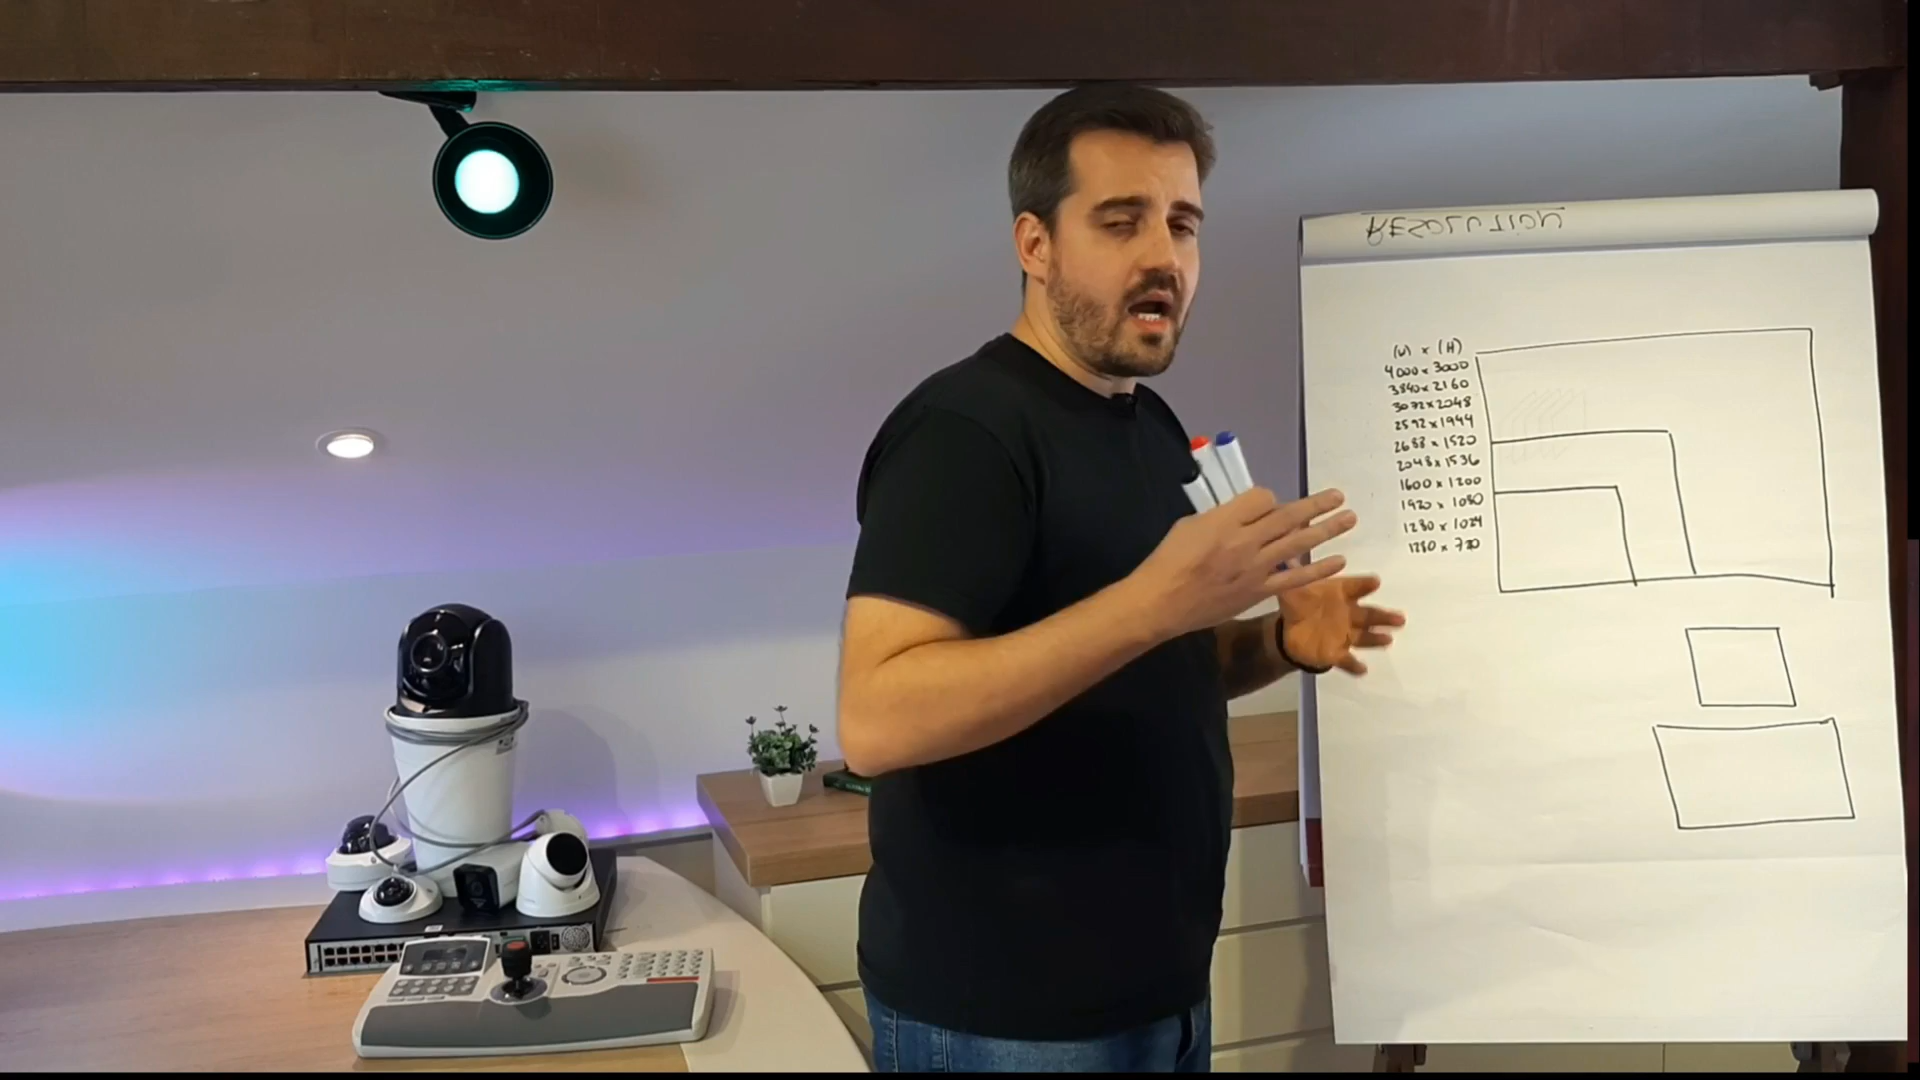 RESOLUTION
(W) x (H)
4000 x 3000
3840 x 2160
3072 x 2048
2592 x 1944
2688 x 1520
2048 x 1536
1600 x 1200
1920 x 1080
1280 x 1024
1280 x 720